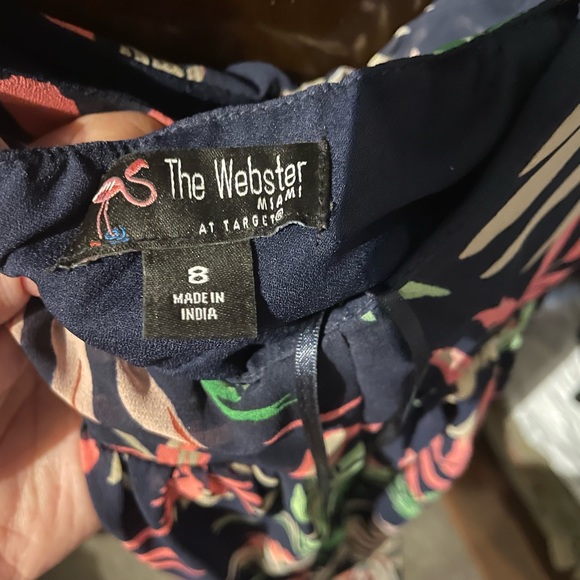 The Webster
MIAMI
AT TARGET®
8
MADE IN
INDIA